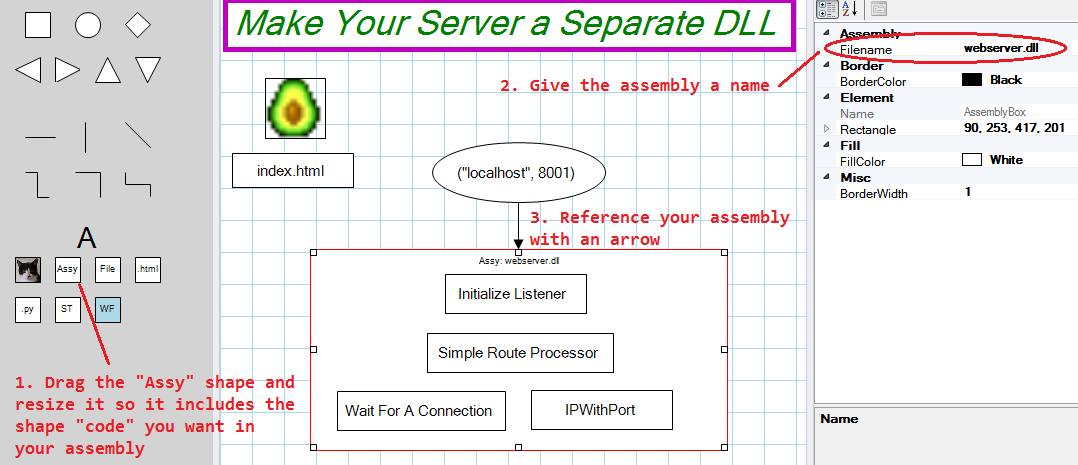 Make Your Server a Separate DLL
A
Assy
File
.html
.py
ST
WF
1. Drag the "Assy" shape and
resize it so it includes the
shape "code" you want in
your assembly
index.html
("localhost", 8001)
2. Give the assembly a name
3. Reference your assembly
with an arrow
Assy: webserver.dll
Initialize Listener
Simple Route Processor
Wait For A Connection
IPWithPort
A
Z
Assembly
Filename webserver.dll
Border
BorderColor Black
Element
Name AssemblyBox
Rectangle 90, 253, 417, 201
Fill
FillColor White
Misc
BorderWidth 1
Name